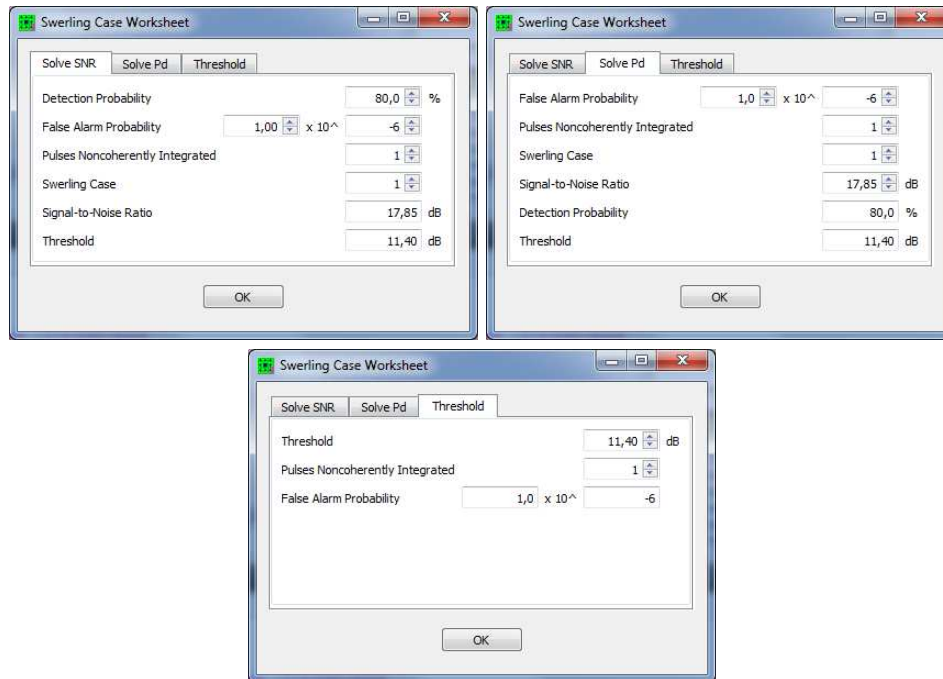 Swerling Case Worksheet
Solve SNR Solve Pd Threshold
Detection Probability 80,0 %
False Alarm Probability 1,00 x 10^ -6
Pulses Noncoherently Integrated 1
Swerling Case 1
Signal-to-Noise Ratio 17,85 dB
Threshold 11,40 dB
OK
Swerling Case Worksheet
Solve SNR Solve Pd Threshold
False Alarm Probability 1,0 x 10^ -6
Pulses Noncoherently Integrated 1
Swerling Case 1
Signal-to-Noise Ratio 17,85 dB
Detection Probability 80,0 %
Threshold 11,40 dB
OK
Swerling Case Worksheet
Solve SNR Solve Pd Threshold
Threshold 11,40 dB
Pulses Noncoherently Integrated 1
False Alarm Probability 1,0 x 10^ -6
OK